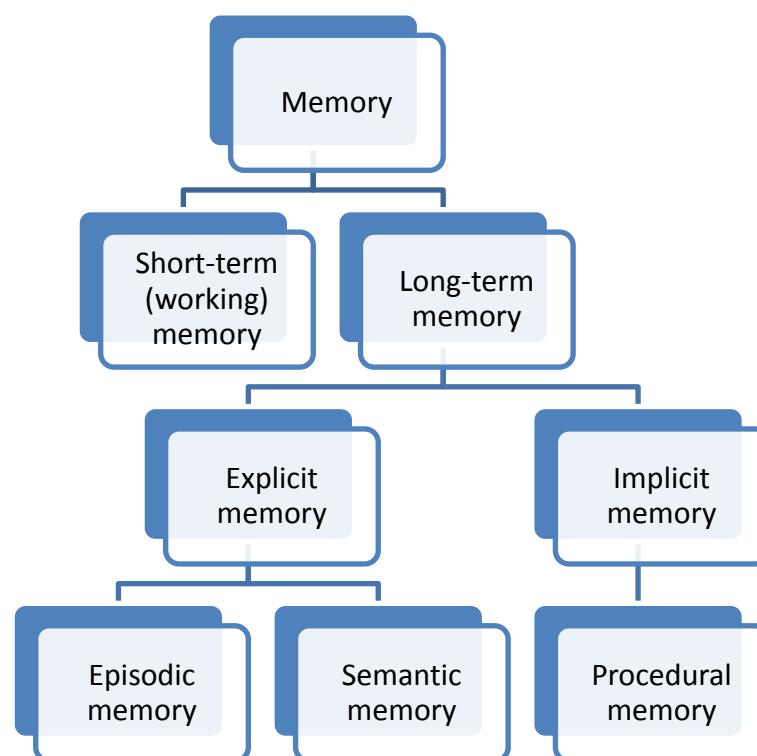 Memory
Short-term
(working)
memory
Long-term
memory
Explicit
memory
Implicit
memory
Episodic
memory
Semantic
memory
Procedural
memory